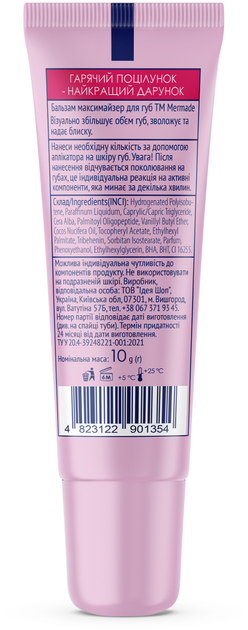 ГАРЯЧИЙ ПОЦІЛУНОК
- НАЙКРАЩИЙ ДАРУНОК
Бальзам максимайзер для губ ТМ Mermade
Візуально збільшує об'єм губ, зволожує та
надає блиску.
Нанеси необхідну кількість за допомогою
аплікатора на шкіру губ. Увага! Після
нанесення відчувається поколювання на
губах, це індивідуальна реакція на активні
компоненти, яка минає за декілька хвилин.
Склад/Ingredients(INCI): Hydrogenated Polyisobu-
tene, Paraffinum Liquidum, Caprylic/Capric Triglyceride,
Cera Alba, Palmitoyl Oligopeptide, Vanillyl Butyl Ether,
Cocos Nucifera Oil, Tocopheryl Acetate, Ethylhexyl
Palmitate, Tribehenin, Sorbitan Isostearate, Parfum,
Phenoxyethanol, Ethylhexylglycerin, BHA, BHT, CI 16255.
Можлива індивідуальна чутливість до
компонентів продукту. Не використовувати
на подразненій шкірі. Виробник,
відповідальна особа: ТОВ "Ідея Шоп",
Україна, Київська обл, 07301, м. Вишгород,
вул. Ватутіна 57Б, тел. +38 067 371 93 43.
Номер партії відповідає даті виготовлення
(див. на спайці туби). Термін придатності
24 місяці від дати виготовлення.
ТУ У 20.4-39248221-001:2021
Номінальна маса: 10 g (г)
6 M +5 °C +25 °C
4 823122 901354